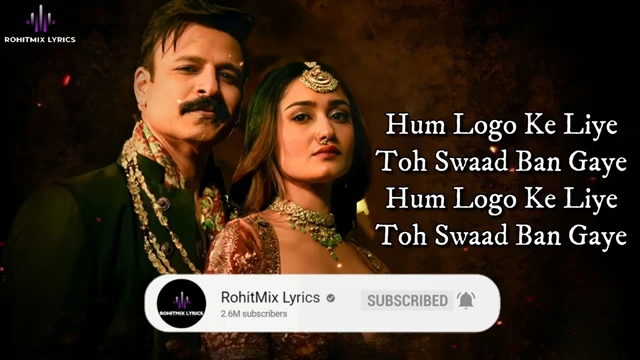 ROHITMIX LYRICS
Hum Logo Ke Liye
Toh Swaad Ban Gaye
Hum Logo Ke Liye
Toh Swaad Ban Gaye
ROHITMIX LYRICS
RohitMix Lyrics
2.6M subscribers
SUBSCRIBED